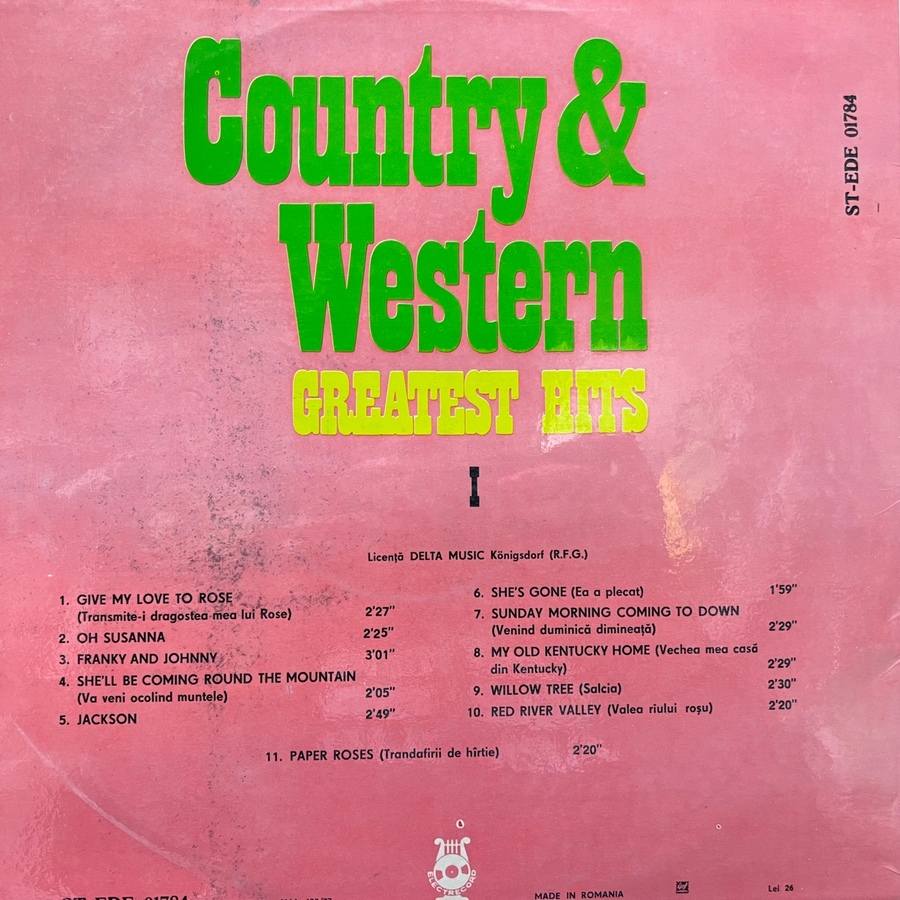 Country &
Western
GREATEST HITS
I
ST-EDE 01784
Licență DELTA MUSIC Königsdorf (R.F.G.)
1. GIVE MY LOVE TO ROSE
(Transmite-i dragostea mea lui Rose) 2'27"
2. OH SUSANNA 2'25"
3. FRANKY AND JOHNNY 3'01"
4. SHE'LL BE COMING ROUND THE MOUNTAIN
(Va veni ocolind muntele) 2'05"
5. JACKSON 2'49"
6. SHE'S GONE (Ea a plecat) 1'59"
7. SUNDAY MORNING COMING TO DOWN
(Venind duminică dimineața) 2'29"
8. MY OLD KENTUCKY HOME (Vechea mea casă
din Kentucky) 2'29"
9. WILLOW TREE (Salcia) 2'30"
10. RED RIVER VALLEY (Valea rîului roșu) 2'20"
11. PAPER ROSES (Trandafirii de hîrtie) 2'20"
ELECTRECORD
ST-EDE 01784
MADE IN ROMANIA
Lei 26